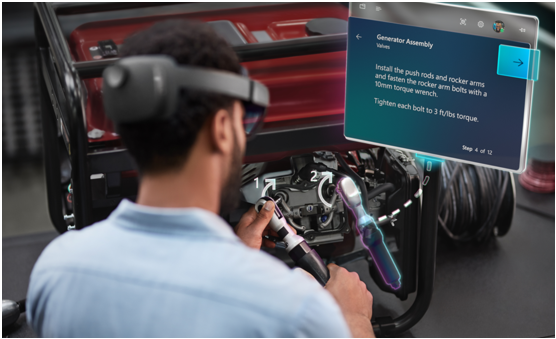 Generator Assembly
Valves
Install the push rods and rocker arms
and fasten the rocker arm bolts with a
10mm torque wrench.
Tighten each bolt to 3 ft/lbs torque.
Step 4 of 12
1
2